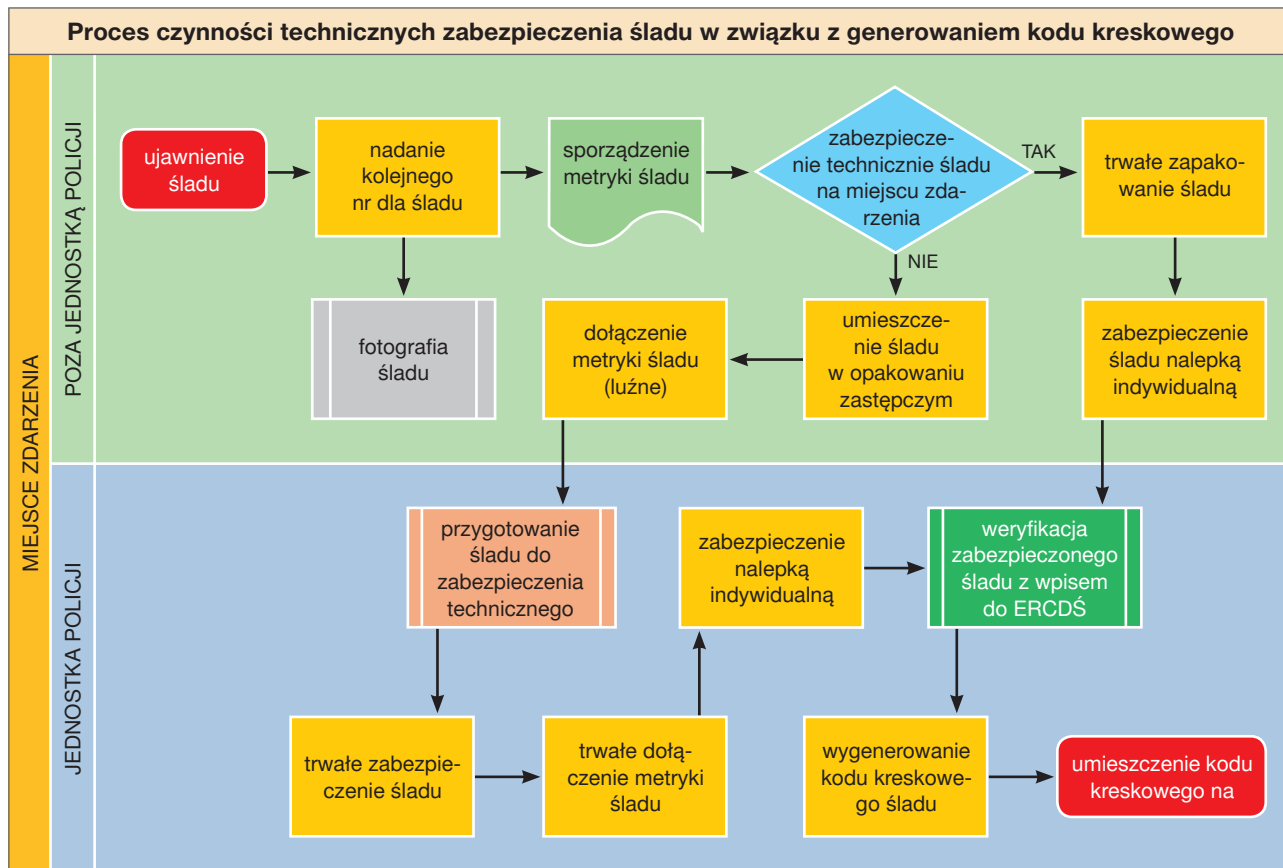 Proces czynności technicznych zabezpieczenia śladu w związku z generowaniem kodu kreskowego
MIEJSCE ZDARZENIA
POZA JEDNOSTKĄ POLICJI
ujawnienie
śladu
nadanie
kolejnego
nr dla śladu
sporządzenie
metryki śladu
zabezpiecze-
nie technicznie śladu
na miejscu zda-
rzenia
TAK
trwałe zapako-
wanie śladu
NIE
fotografia
śladu
dołączenie
metryki śladu
(luźne)
umieszcze-
nie śladu
w opakowaniu
zastępczym
zabezpieczenie
śladu nalepką
indywidualną
JEDNOSTKA POLICJI
przygotowanie
śladu do
zabezpieczenia
technicznego
zabezpieczenie
nalepką
indywidualną
weryfikacja
zabezpieczonego
śladu z wpisem
do ERCDŚ
trwałe zabezpie-
czenie śladu
trwałe dołą-
czenie metryki
śladu
wygenerowanie
kodu kreskowe-
go śladu
umieszczenie kodu
kreskowego na